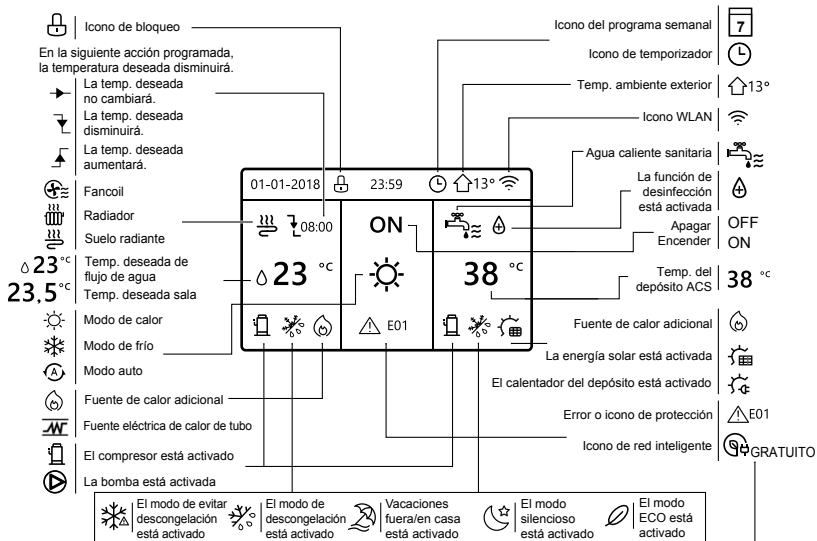 Icono de bloqueo
En la siguiente acción programada,
la temperatura deseada disminuirá.
La temp. deseada
no cambiará.
La temp. deseada
disminuirá.
La temp. deseada
aumentará.
Fancoil
Radiador
Suelo radiante
23 °C
Temp. deseada de
flujo de agua
23,5 °C
Temp. deseada sala
Modo de calor
Modo de frío
A
Modo auto
Fuente de calor adicional
Fuente eléctrica de calor de tubo
El compresor está activado
La bomba está activada
01-01-2018
23:59
13°
08:00
ON
23 °C
38 °C
E01
Icono del programa semanal
7
Icono de temporizador
Temp. ambiente exterior
13°
Icono WLAN
Agua caliente sanitaria
La función de
desinfección
está activada
Apagar
OFF
Encender
ON
Temp. del
depósito ACS
38 °C
Fuente de calor adicional
La energía solar está activada
El calentador del depósito está activado
Error o icono de protección
E01
Icono de red inteligente
GRATUITO
El modo de evitar
descongelación
está activado
El modo de
descongelación
está activado
Vacaciones
fuera/en casa
está activado
El modo
silencioso
está activado
El modo
ECO está
activado